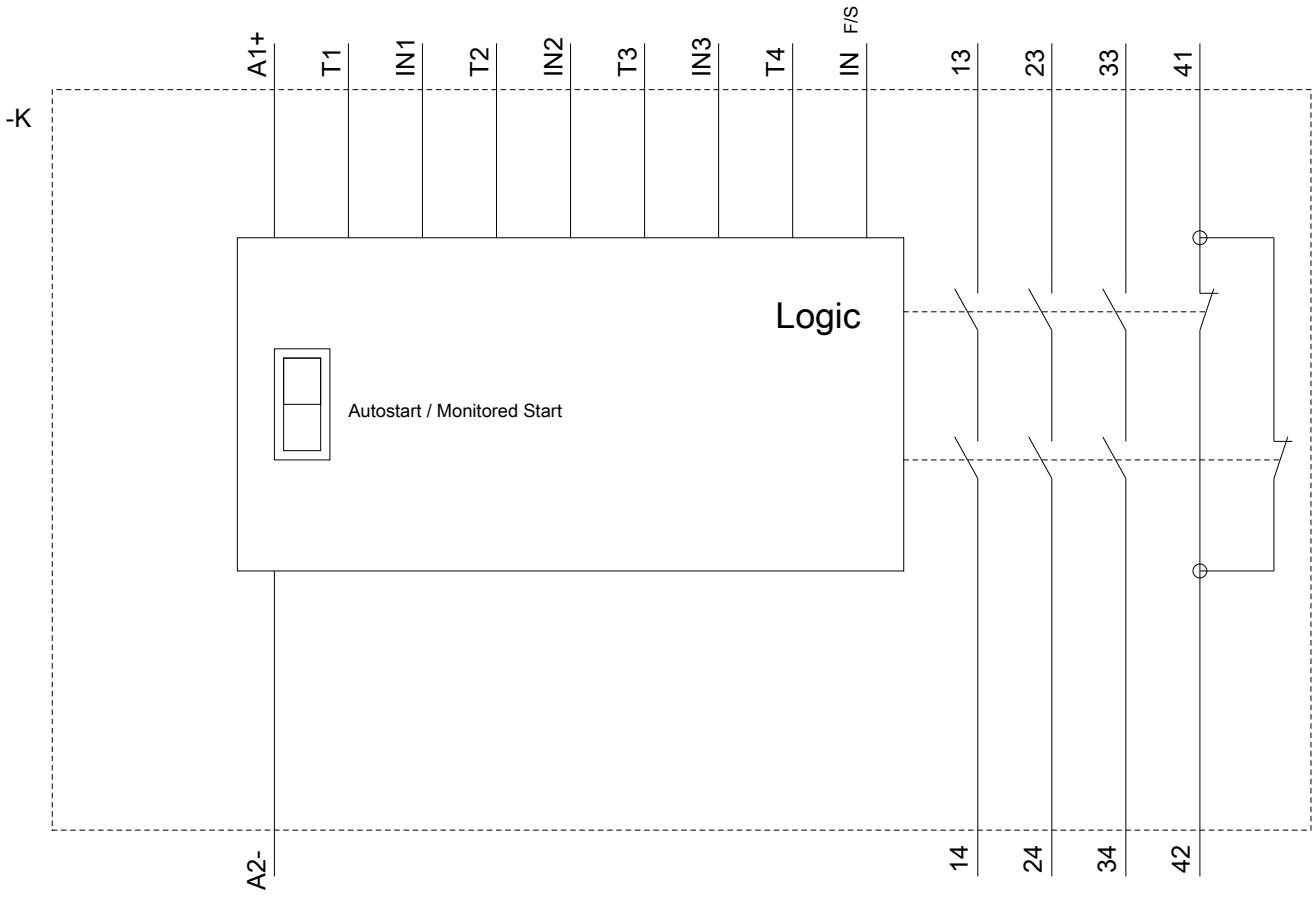 A1+
T1
IN1
T2
IN2
T3
IN3
T4
IN F/S
13
23
33
41
-K
Logic
Autostart / Monitored Start
A2-
14
24
34
42